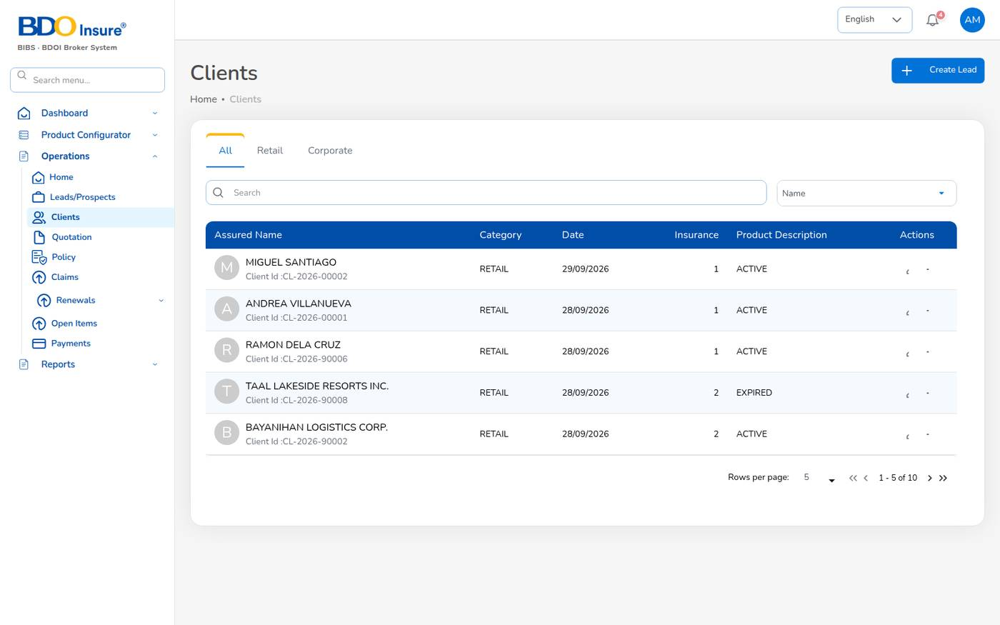 BDO Insure®
BIBS · BDOI Broker System
English
4
AM
Search menu...
Dashboard
Product Configurator
Operations
Home
Leads/Prospects
Clients
Quotation
Policy
Claims
Renewals
Open Items
Payments
Reports
Clients
Create Lead
Home • Clients
All Retail Corporate
Search
Name
Assured Name Category Date Insurance Product Description Actions
M MIGUEL SANTIAGO
Client Id :CL-2026-00002
RETAIL 29/09/2026 1 ACTIVE -
A ANDREA VILLANUEVA
Client Id :CL-2026-00001
RETAIL 28/09/2026 1 ACTIVE -
R RAMON DELA CRUZ
Client Id :CL-2026-90006
RETAIL 28/09/2026 1 ACTIVE -
T TAAL LAKESIDE RESORTS INC.
Client Id :CL-2026-90008
RETAIL 28/09/2026 2 EXPIRED -
B BAYANIHAN LOGISTICS CORP.
Client Id :CL-2026-90002
RETAIL 28/09/2026 2 ACTIVE -
Rows per page: 5 1 - 5 of 10